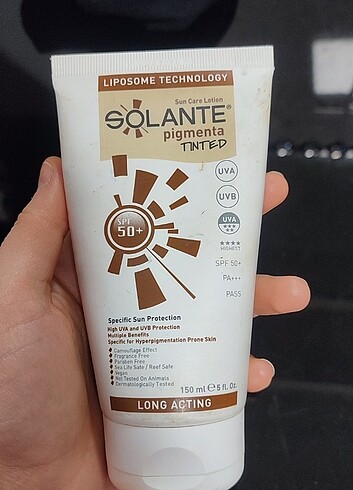 LIPOSOME TECHNOLOGY
Sun Care Lotion
SOLANTE®
pigmenta
TINTED
UVA
UVB
UVA
HIGHEST
SPF 50+
PA+++
PASS
SPF
50+
Specific Sun Protection
High UVA and UVB Protection
Multiple Benefits
Specific for Hyperpigmentation Prone Skin
Camouflage Effect
Fragrance Free
Paraben Free
Sea Life Safe / Reef Safe
Vegan
Not Tested On Animals
Dermatologically Tested
150 ml ℮ 5 fl. Oz.
LONG ACTING